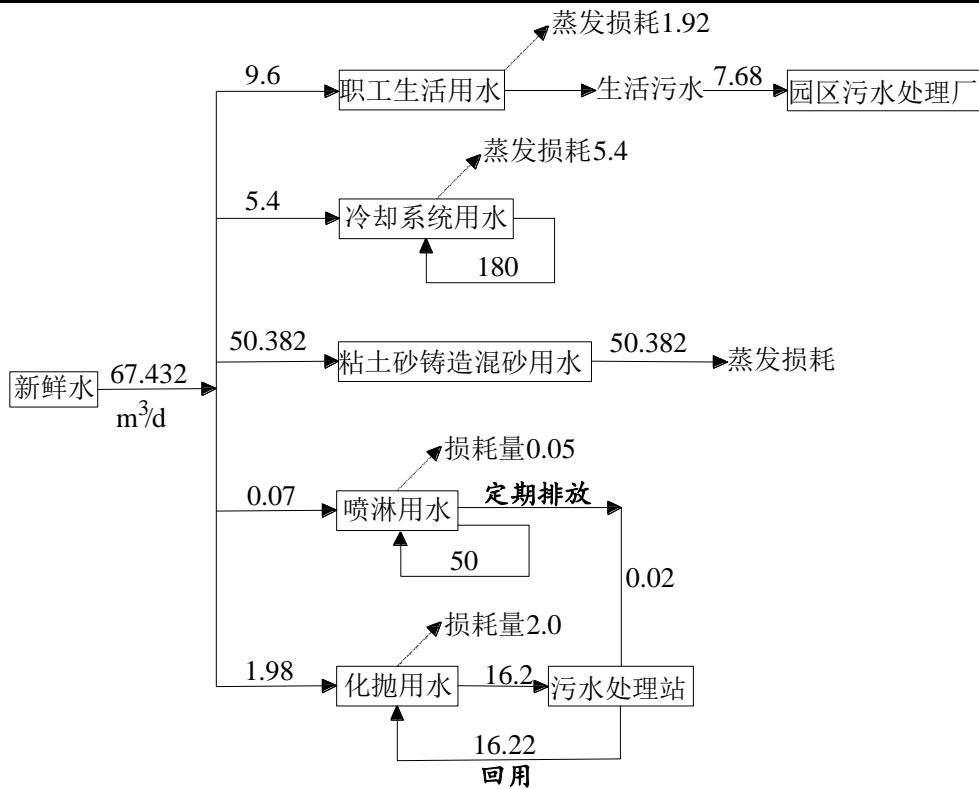 蒸发损耗1.92
9.6
职工生活用水
生活污水
7.68
园区污水处理厂
蒸发损耗5.4
5.4
冷却系统用水
180
50.382
粘土砂铸造混砂用水
50.382
蒸发损耗
新鲜水
67.432
m³/d
损耗量0.05
0.07
喷淋用水
定期排放
50
0.02
损耗量2.0
1.98
化抛用水
16.2
污水处理站
16.22
回用